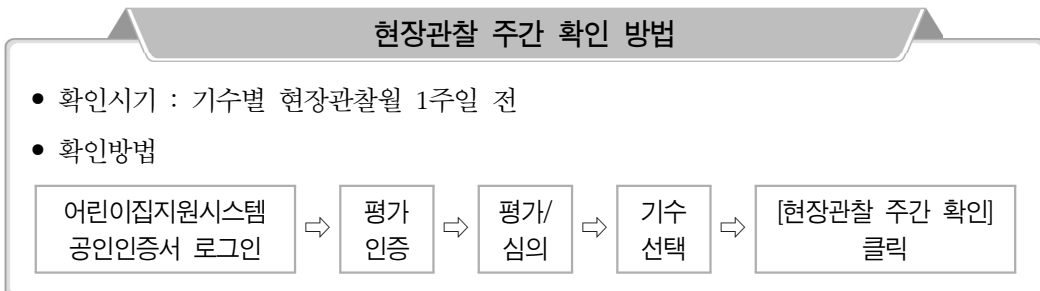 현장관찰 주간 확인 방법
● 확인시기 : 기수별 현장관찰월 1주일 전
● 확인방법
어린이집지원시스템 공인인증서 로그인 ⇨ 평가 인증 ⇨ 평가/ 심의 ⇨ 기수 선택 ⇨ [현장관찰 주간 확인] 클릭